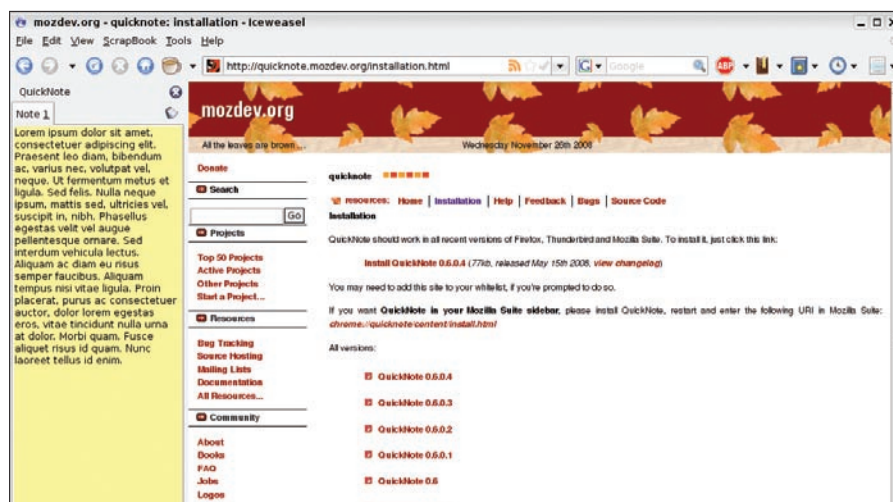 mozdev.org - quicknote: installation - Iceweasel
File Edit View ScrapBook Tools Help
http://quicknote.mozdev.org/installation.html
G
Google
ABP
QuickNote
Note 1
Lorem ipsum dolor sit amet,
consectetuer adipiscing elit.
Praesent leo diam, bibendum
ac, varius nec, volutpat vel,
neque. Ut fermentum metus et
ligula. Sed felis. Nulla neque
ipsum, mattis sed, ultricies vel,
suscipit in, nibh. Phasellus
egestas velit vel augue
pellentesque ornare. Sed
interdum vehicula lectus.
Aliquam ac diam eu risus
semper faucibus. Aliquam
tempus nisi vitae ligula. Proin
placerat, purus ac consectetuer
auctor, dolor lorem egestas
eros, vitae tincidunt nulla urna
at dolor. Morbi quam. Fusce
aliquet risus id quam. Nunc
laoreet tellus id enim.
mozdev.org
All the leaves are brown ...
Wednesday November 26th 2008
Donate
Search
Go
Projects
Top 50 Projects
Active Projects
Other Projects
Start a Project...
Resources
Bug Tracking
Source Hosting
Mailing Lists
Documentation
All Resources...
Community
About
Books
FAQ
Jobs
Logos
quicknote
resources: Home | Installation | Help | Feedback | Bugs | Source Code
Installation
QuickNote should work in all recent versions of Firefox, Thunderbird and Mozilla Suite. To install it, just click this link:
Install QuickNote 0.6.0.4 (77kb, released May 15th 2008, view changelog)
You may need to add this site to your whitelist, if you're prompted to do so.
If you want QuickNote in your Mozilla Suite sidebar, please install QuickNote, restart and enter the following URI in Mozilla Suite:
chrome://quicknote/content/install.html
All versions:
QuickNote 0.6.0.4
QuickNote 0.6.0.3
QuickNote 0.6.0.2
QuickNote 0.6.0.1
QuickNote 0.6